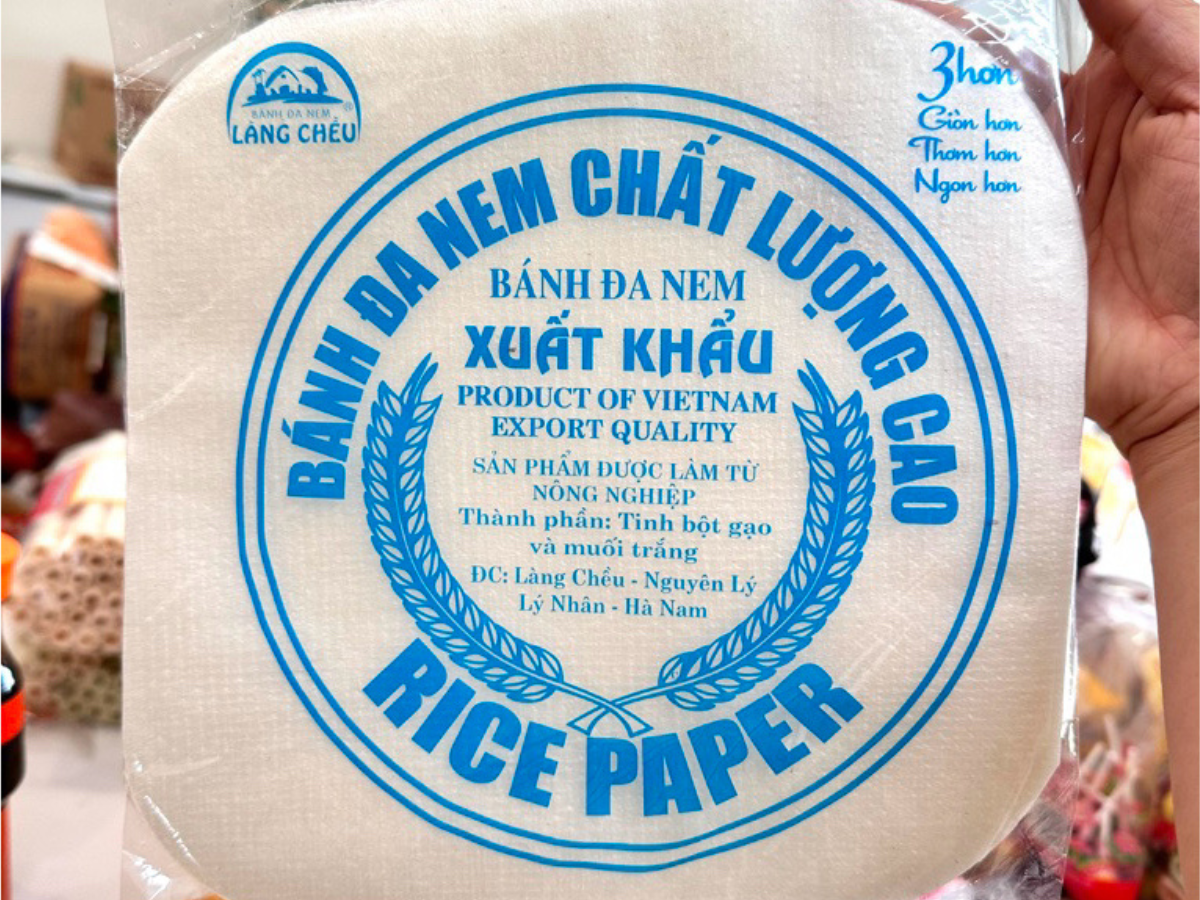 BÁNH ĐA NEM
®
LÀNG CHỀU
3 hơn
Giòn hơn
Thơm hơn
Ngon hơn
BÁNH ĐA NEM CHẤT LƯỢNG CAO
BÁNH ĐA NEM
XUẤT KHẨU
PRODUCT OF VIETNAM
EXPORT QUALITY
SẢN PHẨM ĐƯỢC LÀM TỪ
NÔNG NGHIỆP
Thành phần: Tinh bột gạo
và muối trắng
ĐC: Làng Chều - Nguyên Lý
Lý Nhân - Hà Nam
RICE PAPER